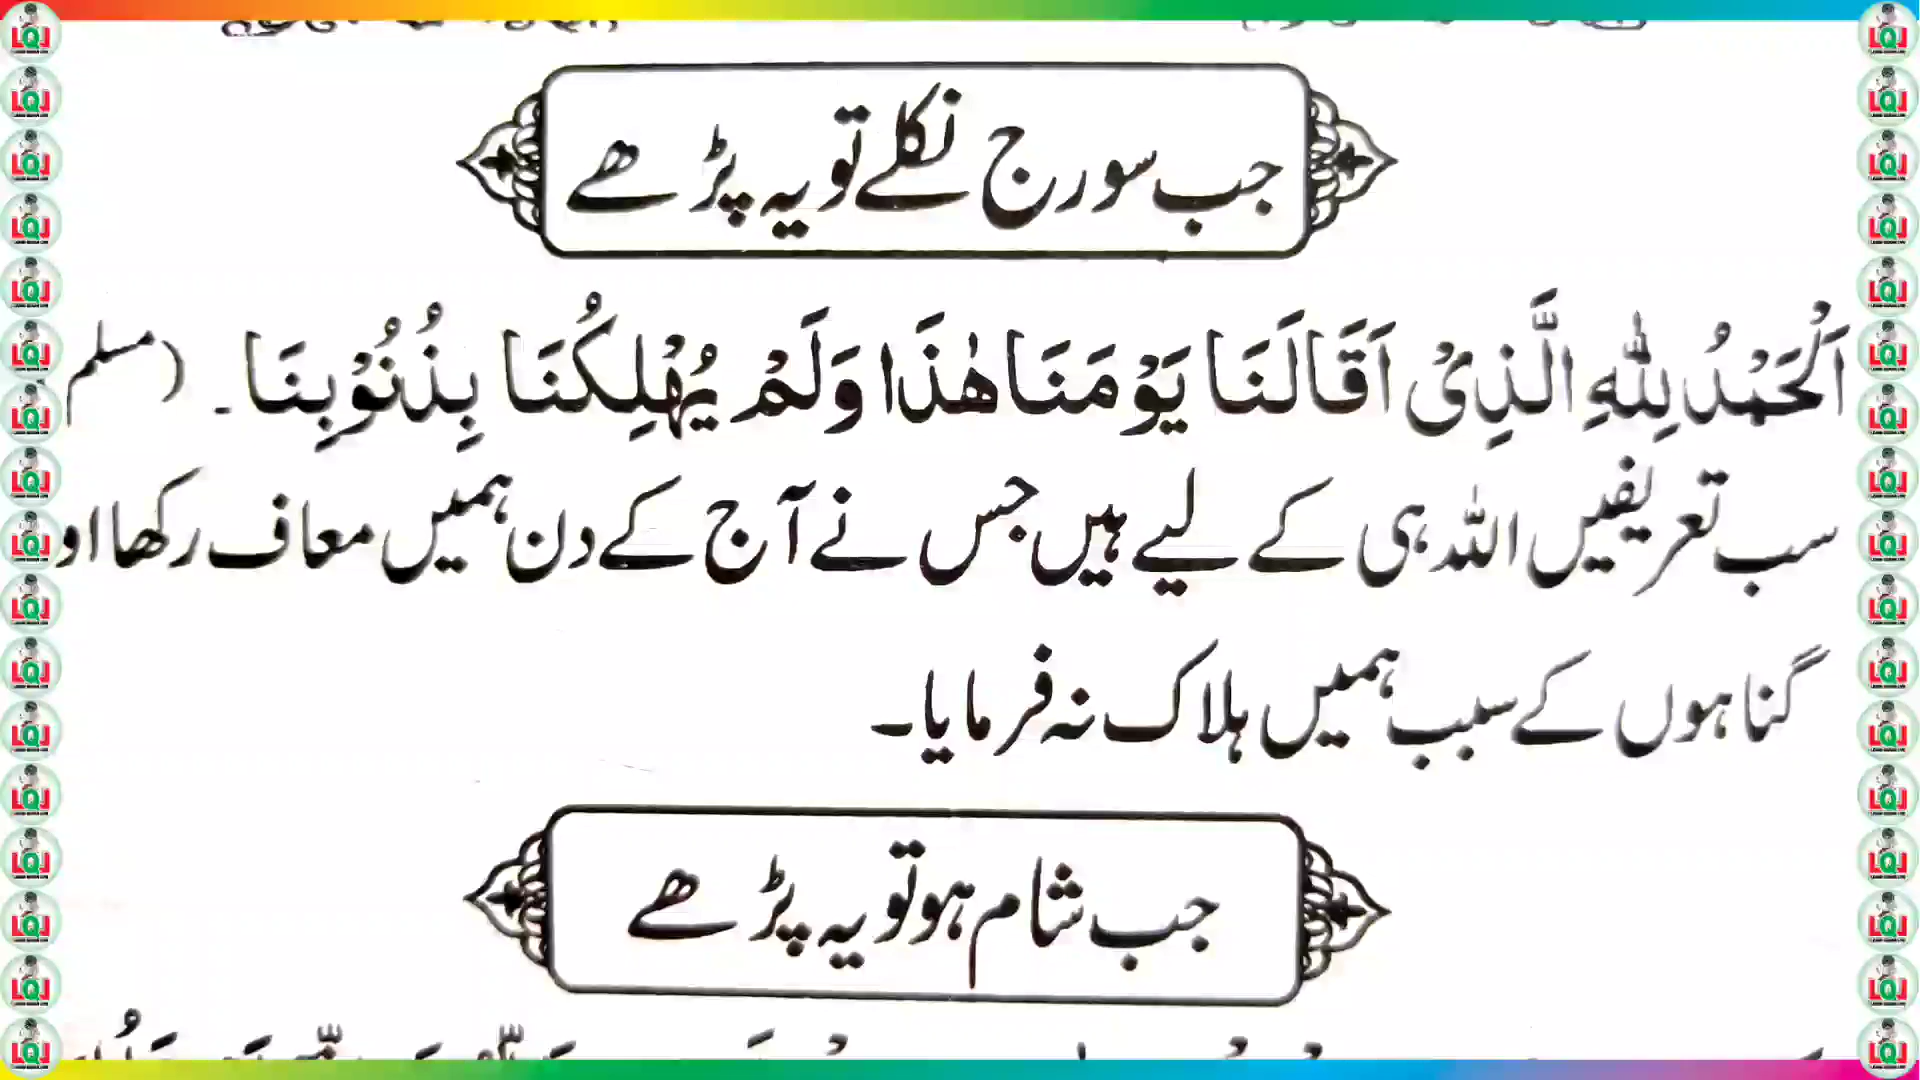 جب سورج نکلے تو یہ پڑھے
اَلْحَمْدُ لِلّٰهِ الَّذِیْ اَقَالَنَا یَوْمَنَا هٰذَا وَلَمْ یُهْلِكُنَا بِذُنُوْبِنَا۔ (مسلم
سب تعریفیں اللہ ہی کے لیے ہیں جس نے آج کے دن ہمیں معاف رکھا او
گناہوں کے سبب ہمیں ہلاک نہ فرمایا۔
جب شام ہو تو یہ پڑھے